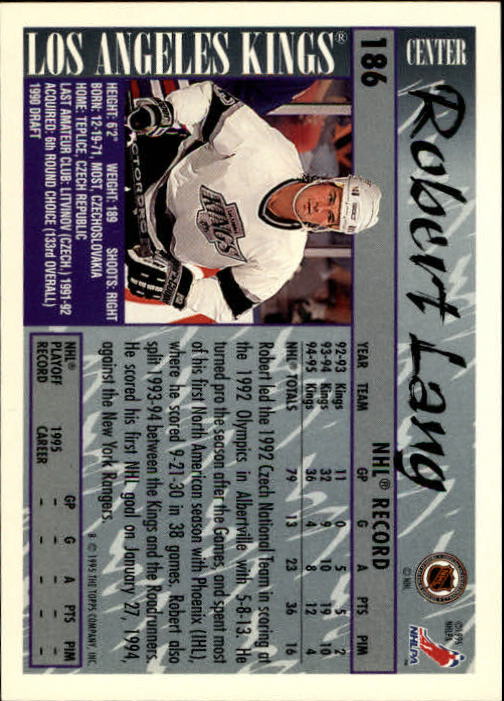 LOS ANGELES KINGS®
186
CENTER
Robert Lang
HEIGHT: 6'2" WEIGHT: 189 SHOOTS: RIGHT
BORN: 12-19-71, MOST, CZECHOSLOVAKIA
HOME: TEPLICE, CZECH REPUBLIC
LAST AMATEUR CLUB: LITVINOV (CZECH.) 1991-92
ACQUIRED: 6th ROUND CHOICE (133rd OVERALL)
1990 DRAFT
KINGS
VICTORIAVILLE
NHL® RECORD
YEAR TEAM GP G A PTS PIM
92-93 Kings 11 0 5 5 2
93-94 Kings 32 9 10 19 10
94-95 Kings 36 4 8 12 4
NHL TOTALS 79 13 23 36 16
Robert led the 1992 Czech National Team in scoring at
the 1992 Olympics in Albertville with 5-8-13. He
turned pro the season after the Games, and spent most
of his first North American season with Phoenix (IHL),
where he scored 9-21-30 in 38 games. Robert also
split 1993-94 between the Kings and the Roadrunners.
He scored his first NHL goal on January 27, 1994,
against the New York Rangers.
NHL® PLAYOFF RECORD
GP G A PTS PIM
1995 - - - - -
CAREER - - - - -
8 © 1995 THE TOPPS COMPANY, INC.
NHL
© NHL
©1995
NHLPA
NHLPA